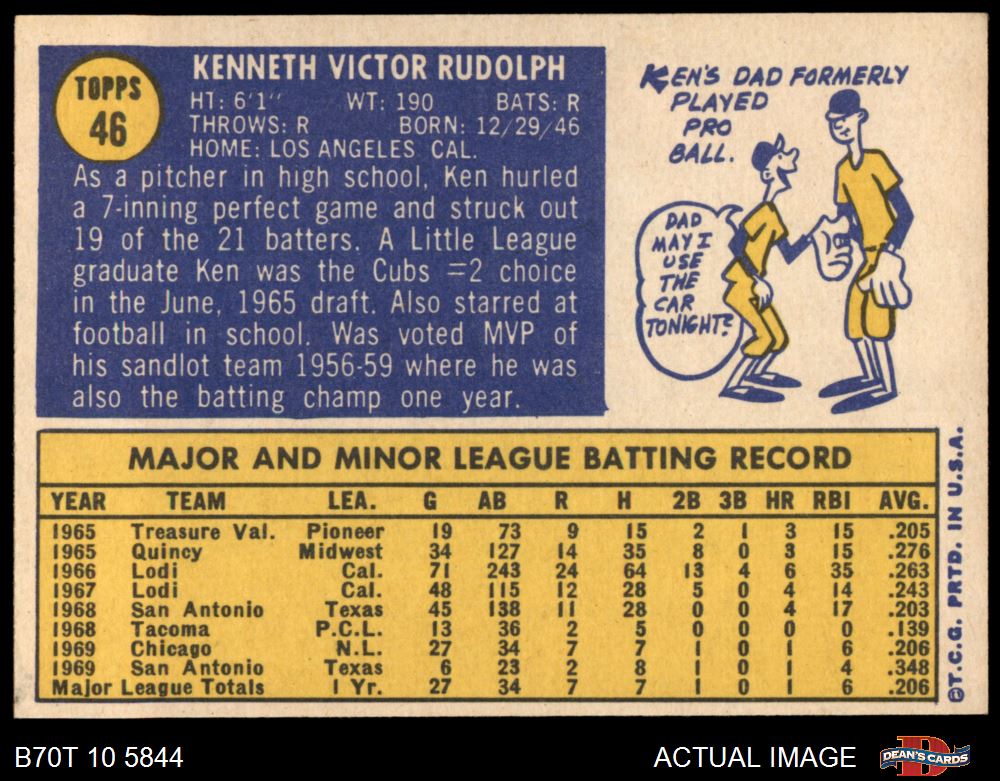 TOPPS
46
KENNETH VICTOR RUDOLPH
HT: 6'1" WT: 190 BATS: R
THROWS: R BORN: 12/29/46
HOME: LOS ANGELES CAL.
As a pitcher in high school, Ken hurled
a 7-inning perfect game and struck out
19 of the 21 batters. A Little League
graduate Ken was the Cubs =2 choice
in the June, 1965 draft. Also starred at
football in school. Was voted MVP of
his sandlot team 1956-59 where he was
also the batting champ one year.
KEN'S DAD FORMERLY
PLAYED
PRO
BALL.
DAD
MAY I
USE
THE
CAR
TONIGHT?
MAJOR AND MINOR LEAGUE BATTING RECORD
YEAR TEAM LEA. G AB R H 2B 3B HR RBI AVG.
1965 Treasure Val. Pioneer 19 73 9 15 2 1 3 15 .205
1965 Quincy Midwest 34 127 14 35 8 0 3 15 .276
1966 Lodi Cal. 71 243 24 64 13 4 6 35 .263
1967 Lodi Cal. 48 115 12 28 5 0 4 14 .243
1968 San Antonio Texas 45 138 11 28 0 0 4 17 .203
1968 Tacoma P.C.L. 13 36 2 5 0 0 0 0 .139
1969 Chicago N.L. 27 34 7 7 1 0 1 6 .206
1969 San Antonio Texas 6 23 2 8 1 0 1 4 .348
Major League Totals 1 Yr. 27 34 7 7 1 0 1 6 .206
©T.C.G. PRTD. IN U.S.A.
B70T 10 5844
ACTUAL IMAGE
D
DEAN'S CARDS